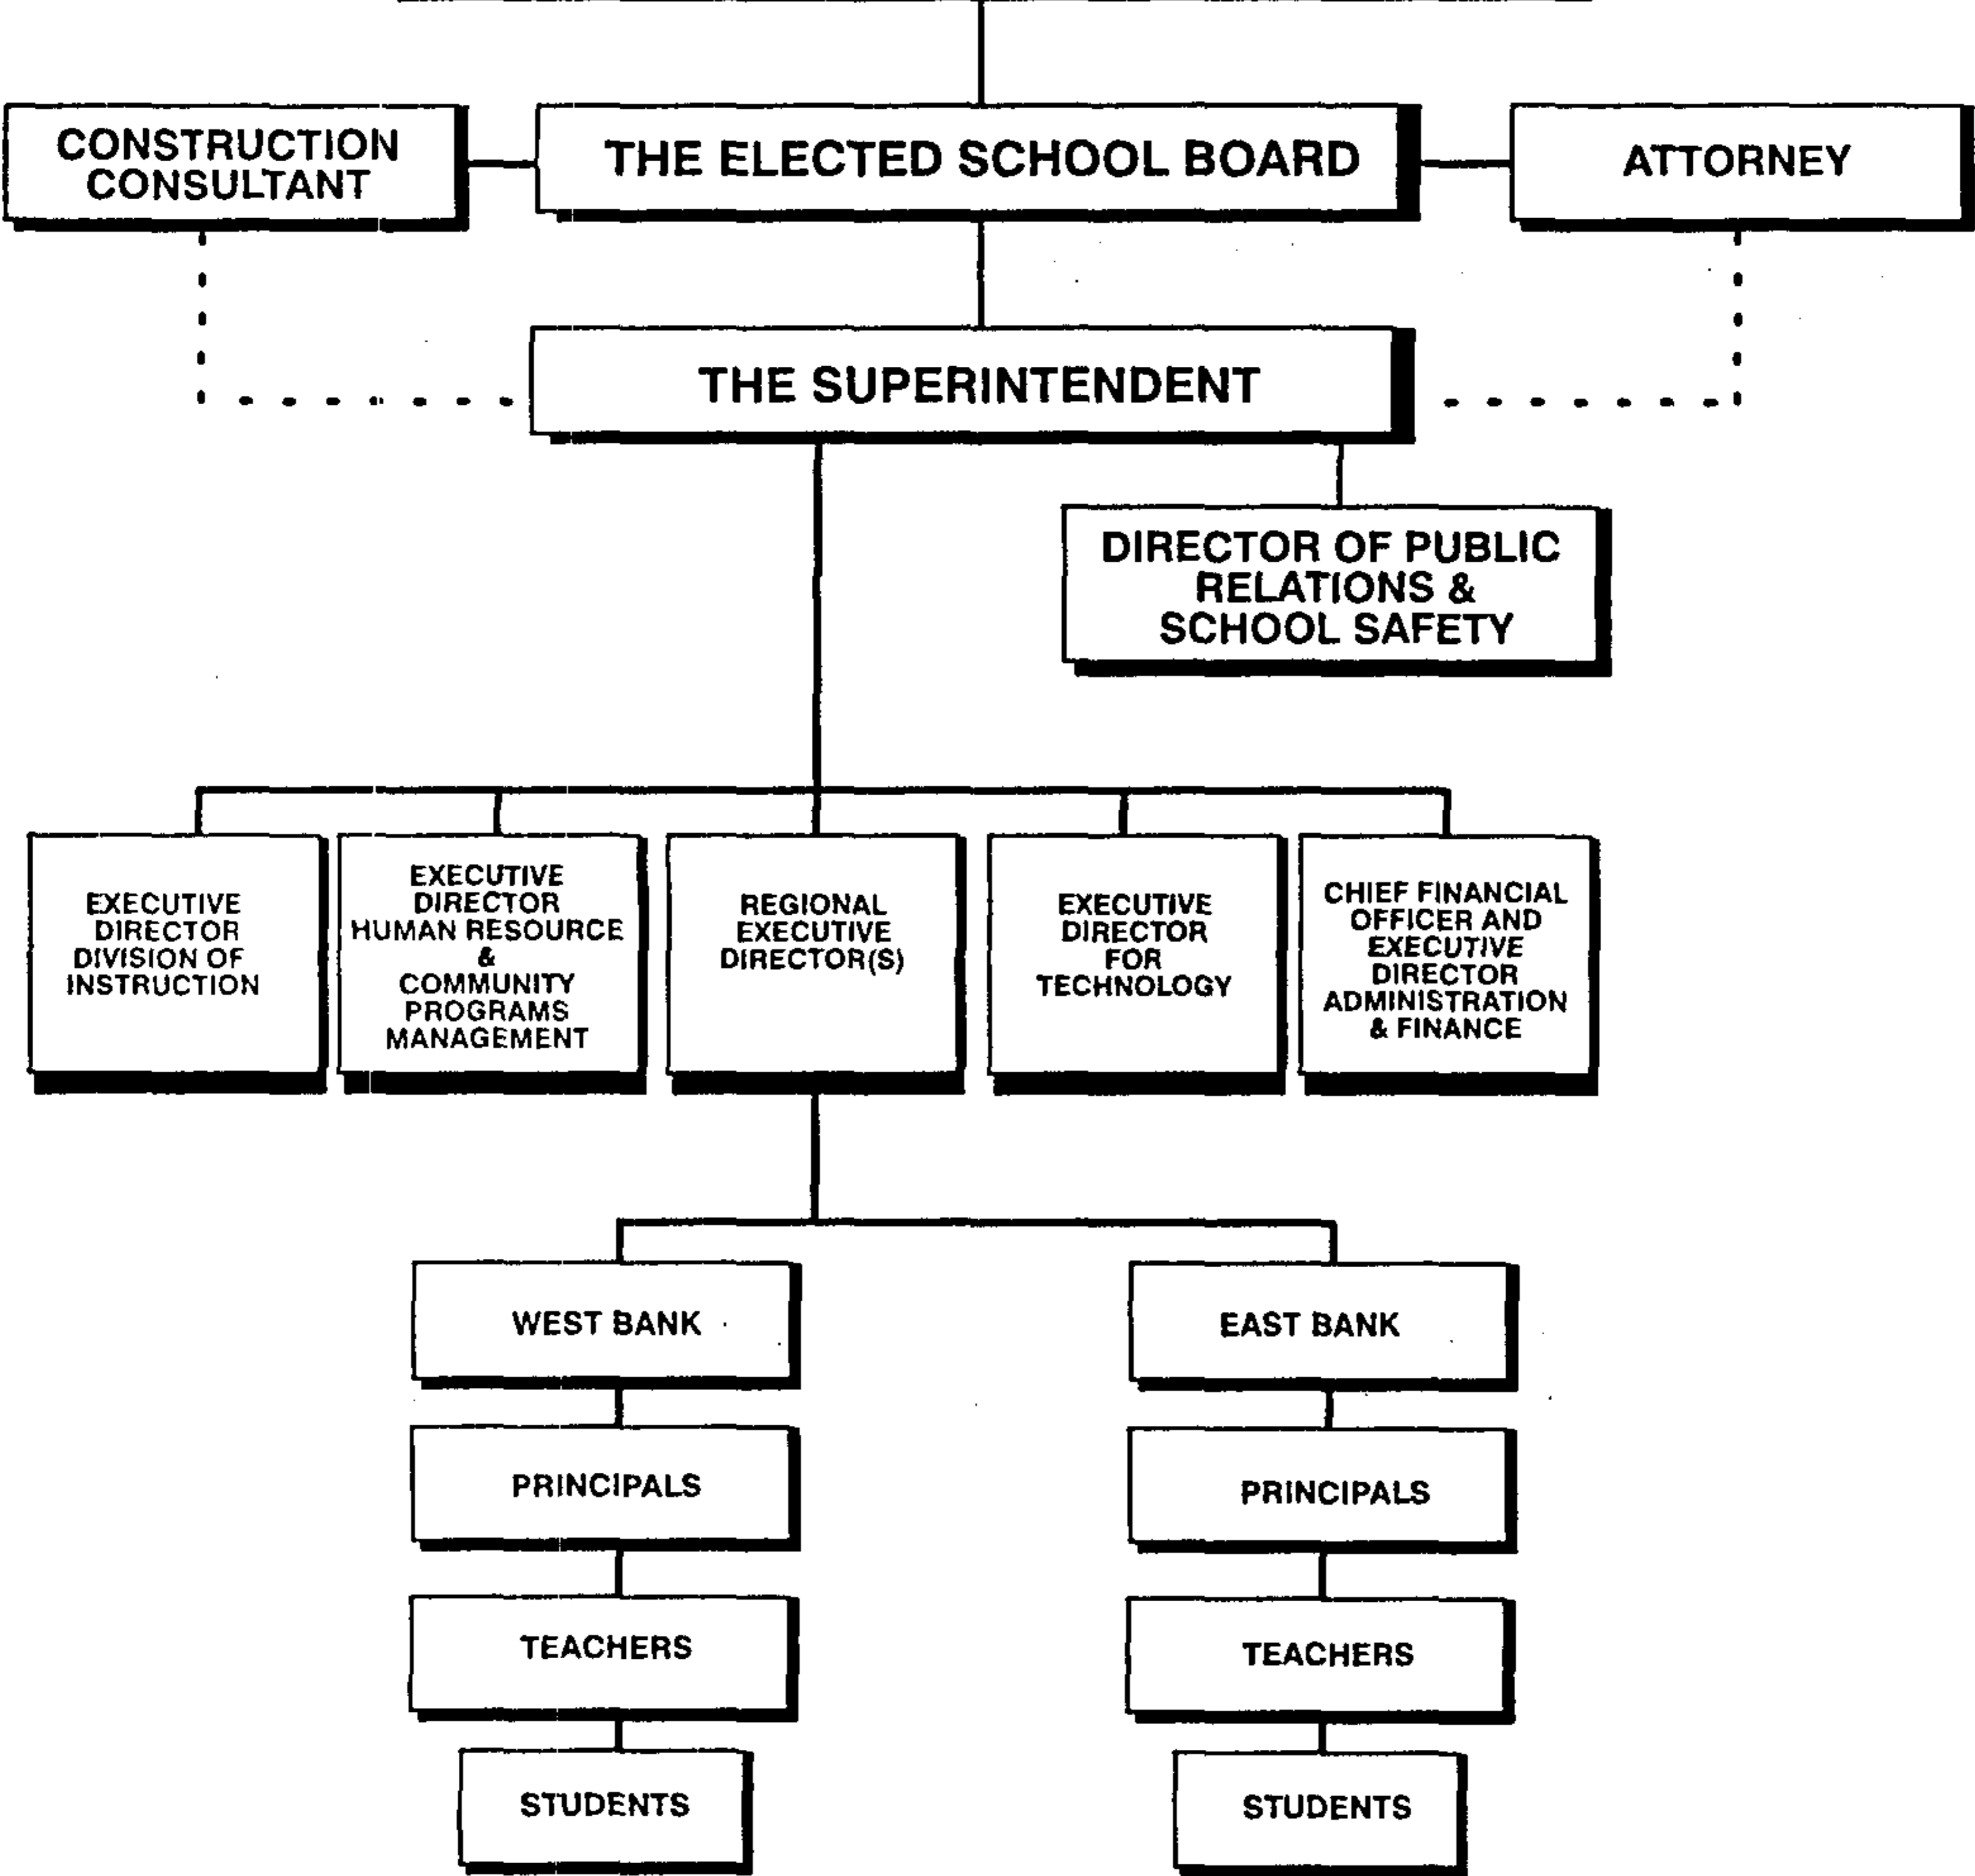 CONSTRUCTION
CONSULTANT
THE ELECTED SCHOOL BOARD
ATTORNEY
THE SUPERINTENDENT
DIRECTOR OF PUBLIC
RELATIONS &
SCHOOL SAFETY
EXECUTIVE
DIRECTOR
DIVISION OF
INSTRUCTION
EXECUTIVE
DIRECTOR
HUMAN RESOURCE
&
COMMUNITY
PROGRAMS
MANAGEMENT
REGIONAL
EXECUTIVE
DIRECTOR(S)
EXECUTIVE
DIRECTOR
FOR
TECHNOLOGY
CHIEF FINANCIAL
OFFICER AND
EXECUTIVE
DIRECTOR
ADMINISTRATION
& FINANCE
WEST BANK
EAST BANK
PRINCIPALS
PRINCIPALS
TEACHERS
TEACHERS
STUDENTS
STUDENTS